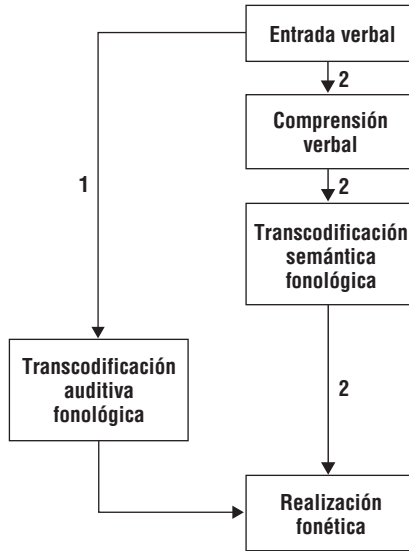 Entrada verbal
2
Comprensión
verbal
2
1
Transcodificación
semántica
fonológica
Transcodificación
auditiva
fonológica
2
Realización
fonética